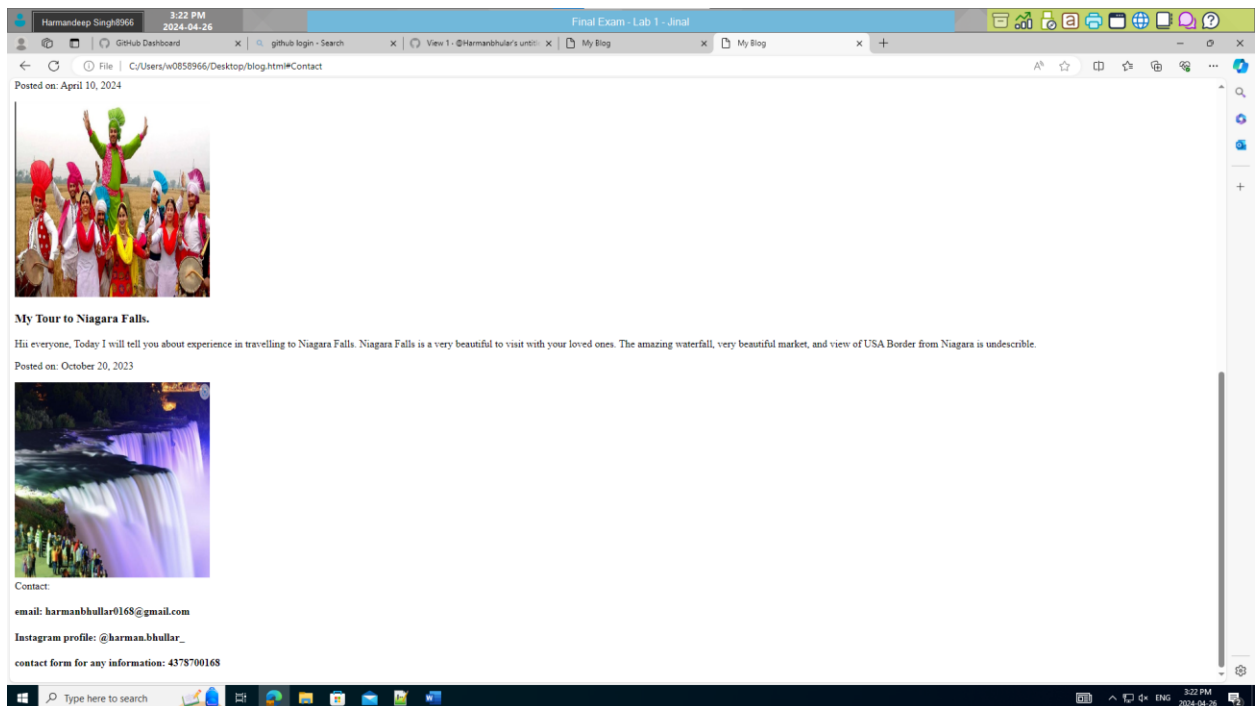 Harmandeep Singh8966
3:22 PM
2024-04-26
Final Exam - Lab 1 - Jinal
GitHub Dashboard
github login - Search
View 1 · @Harmanbhular's untitl
My Blog
My Blog
File
C:/Users/w0858966/Desktop/blog.html#Contact
Posted on: April 10, 2024
My Tour to Niagara Falls.
Hii everyone, Today I will tell you about experience in travelling to Niagara Falls. Niagara Falls is a very beautiful to visit with your loved ones. The amazing waterfall, very beautiful market, and view of USA Border from Niagara is undescrible.
Posted on: October 20, 2023
Contact:
email: harmanbhullar0168@gmail.com
Instagram profile: @harman.bhullar_
contact form for any information: 4378700168
Type here to search
ENG
3:22 PM
2024-04-26